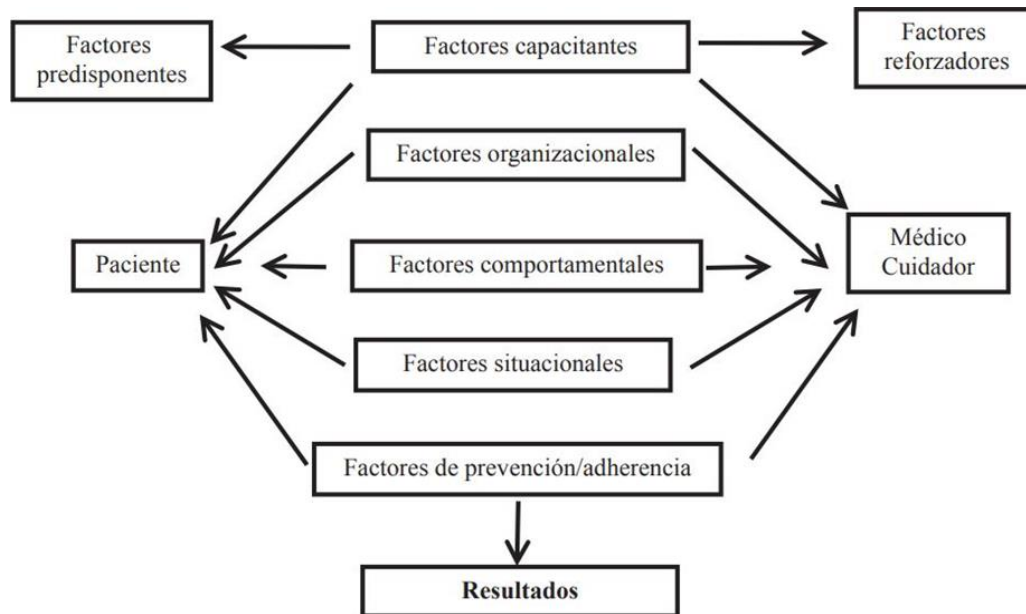 Factores
predisponentes
Factores capacitantes
Factores
reforzadores
Factores organizacionales
Paciente
Factores comportamentales
Médico
Cuidador
Factores situacionales
Factores de prevención/adherencia
Resultados